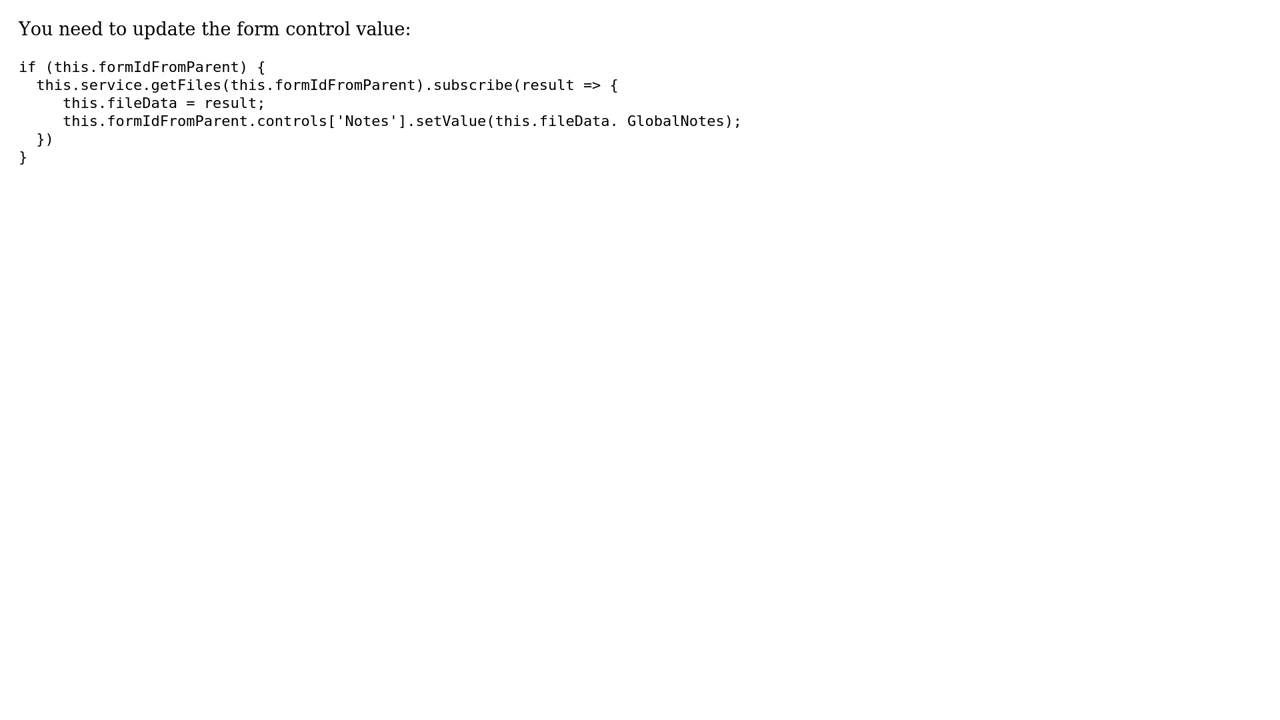 You need to update the form control value:
if (this.formIdFromParent) {
  this.service.getFiles(this.formIdFromParent).subscribe(result => {
     this.fileData = result;
     this.formIdFromParent.controls['Notes'].setValue(this.fileData. GlobalNotes);
  })
}